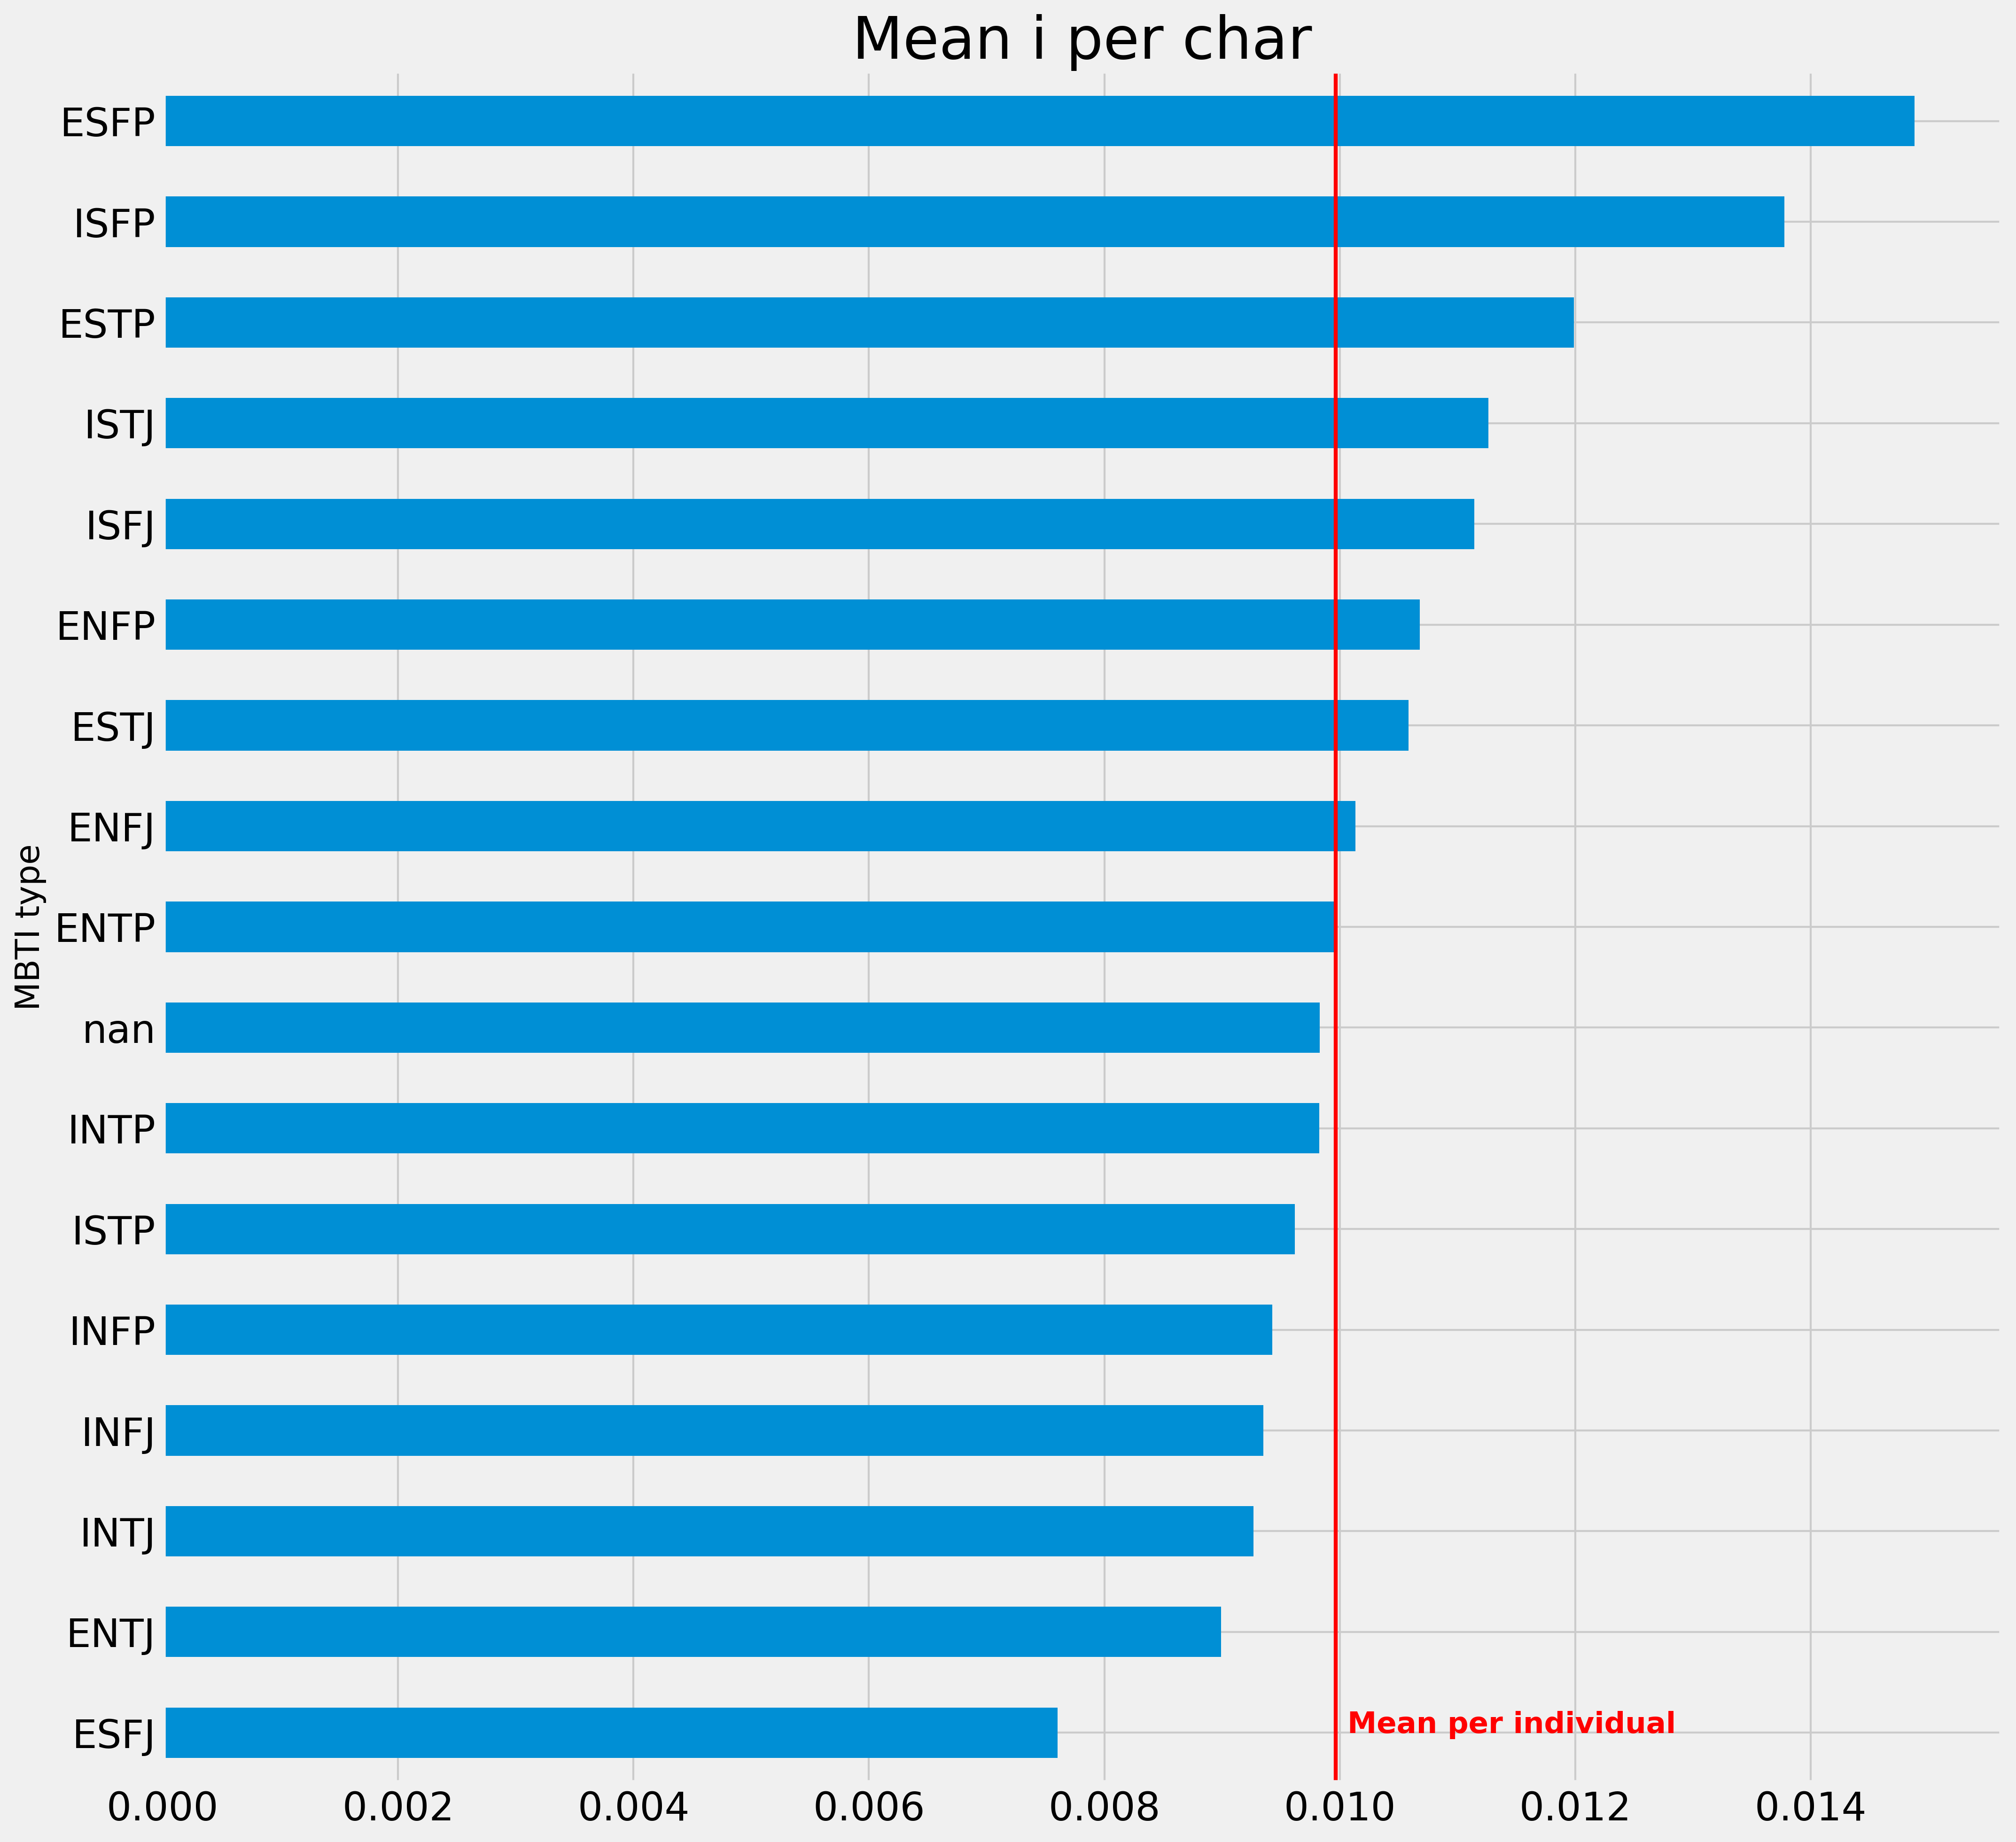 Mean i per char
ESFP
ISFP
ESTP
ISTJ
ISFJ
ENFP
ESTJ
ENFJ
ENTP
nan
INTP
ISTP
INFP
INFJ
INTJ
ENTJ
ESFJ
MBTI type
Mean per individual
0.000 0.002 0.004 0.006 0.008 0.010 0.012 0.014